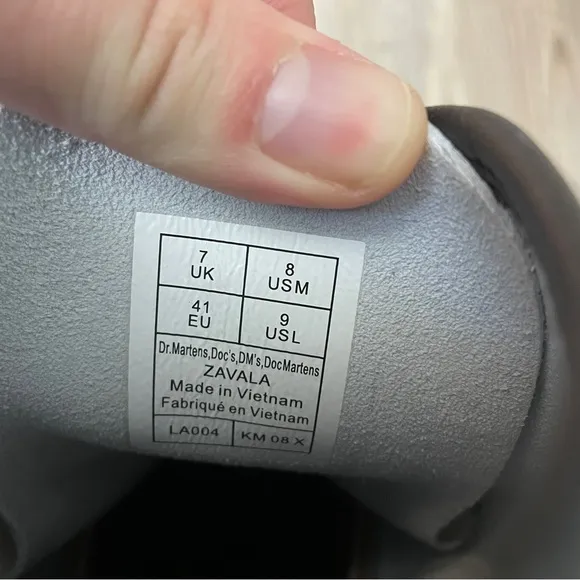 7 UK
8 USM
41 EU
9 USL
Dr.Martens,Doc's,DM's,DocMartens
ZAVALA
Made in Vietnam
Fabriqué en Vietnam
LA004
KM 08 X